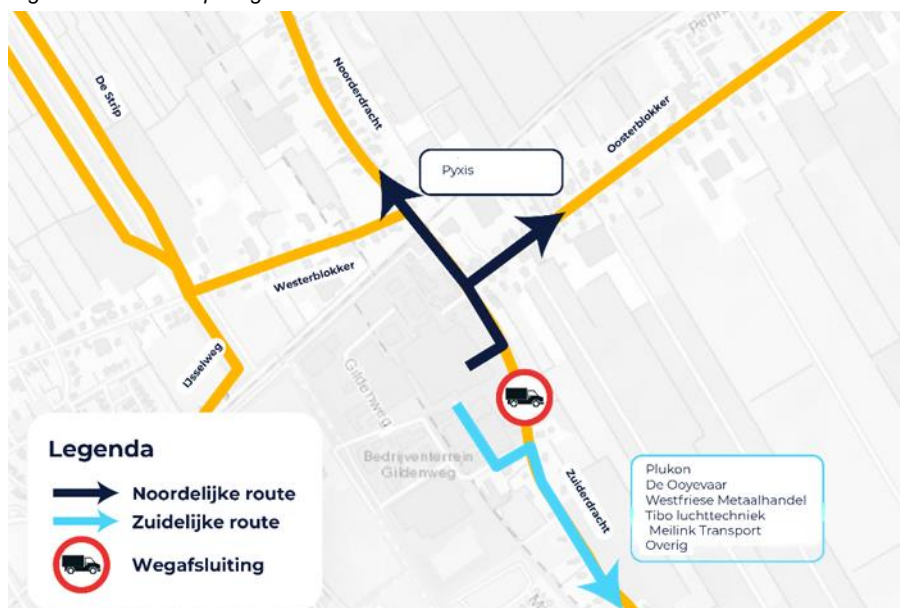 De Strip
Noorderdracht
Oosterblokker
Pyxis
Westerblokker
IJsselweg
Gildenweg
Bedrijventerrein
Gildenweg
Zuiderdracht
Plukon
De Ooyevaar
Westfriese Metaalhandel
Tibo luchttechniek
Meilink Transport
Overig
Legenda
Noordelijke route
Zuidelijke route
Wegafsluiting